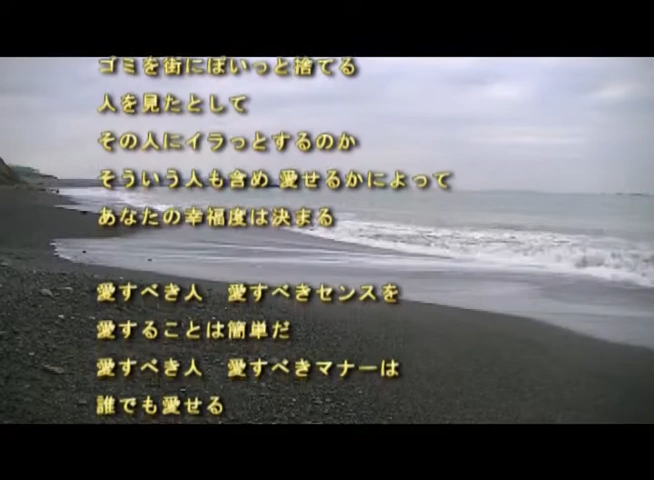 ゴミを街にぽいっと捨てる
人を見たとして
その人にイラっとするのか
そういう人も含め 愛せるかによって
あなたの幸福度は決まる
愛すべき人　愛すべきセンスを
愛することは簡単だ
愛すべき人　愛すべきマナーは
誰でも愛せる